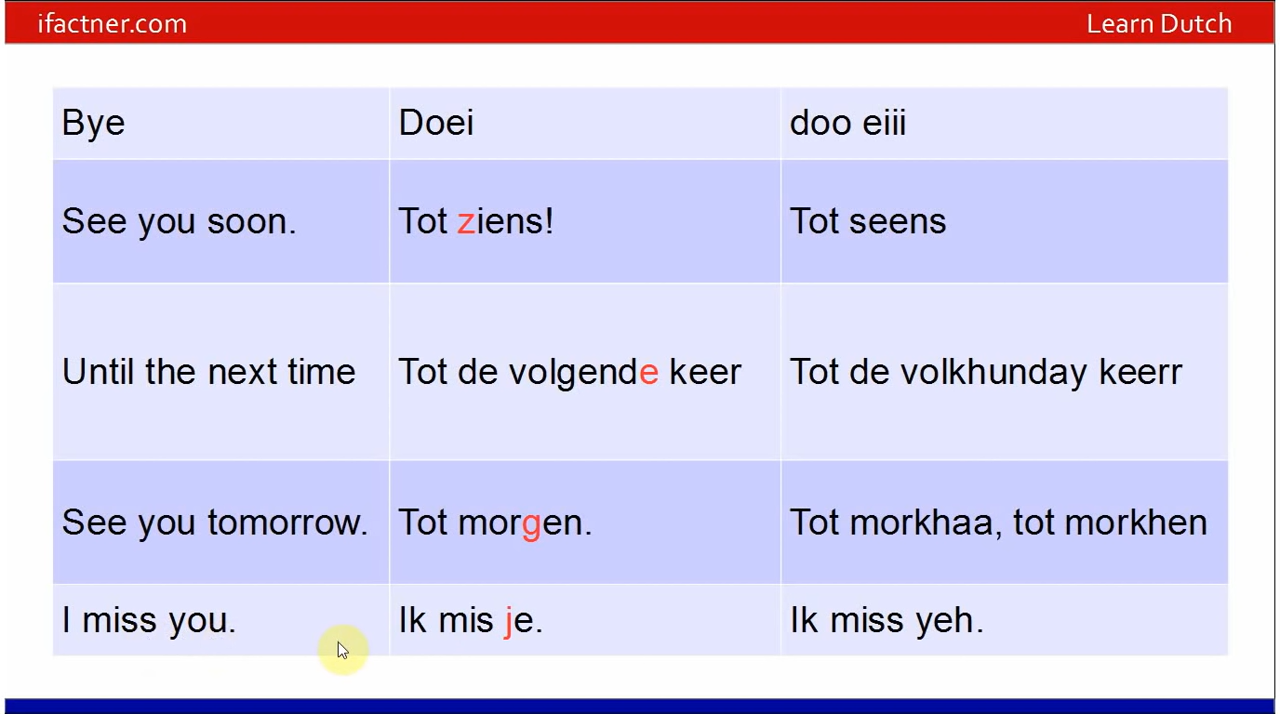 ifactner.com Learn Dutch
Bye Doei doo eiii
See you soon. Tot ziens! Tot seens
Until the next time Tot de volgende keer Tot de volkhunday keerr
See you tomorrow. Tot morgen. Tot morkhaa, tot morkhen
I miss you. Ik mis je. Ik miss yeh.